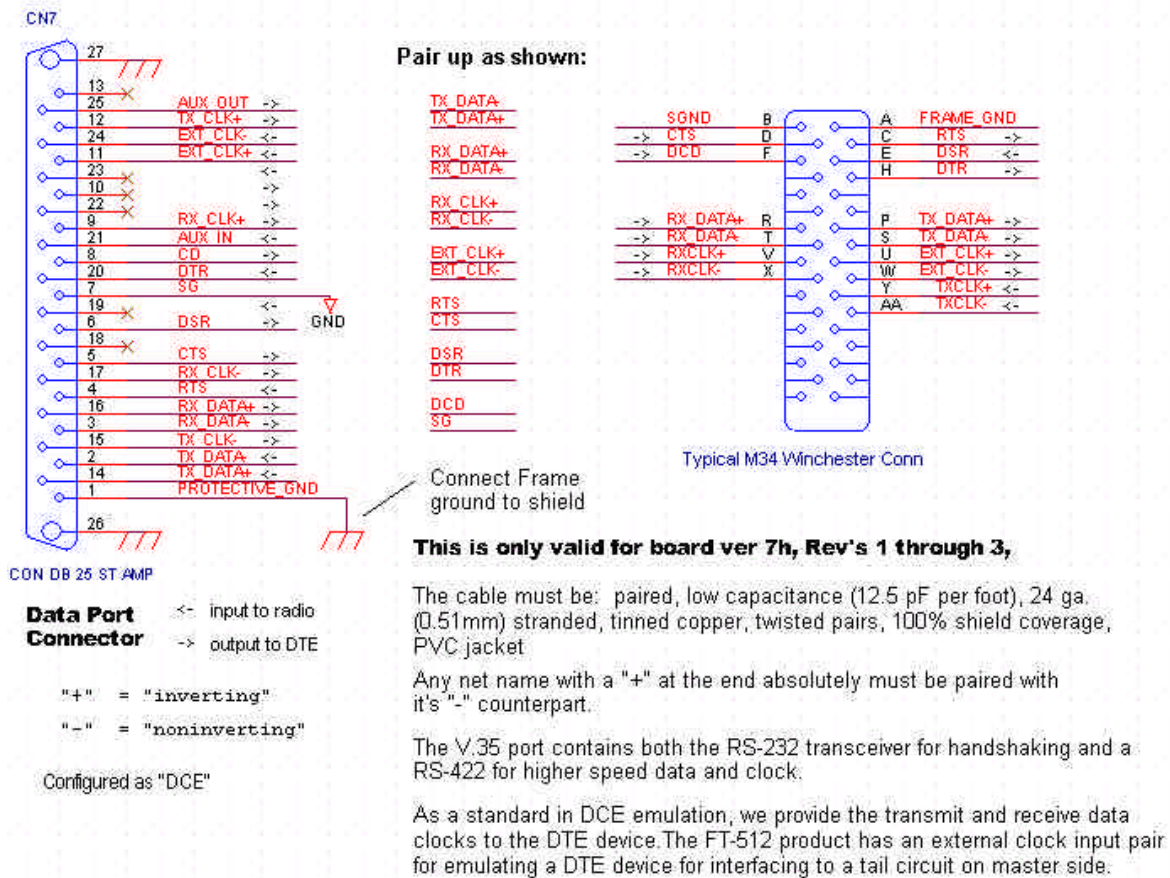 CN7
27
13
25 AUX_OUT ->
12 TX_CLK+ ->
24 EXT_CLK- <-
11 EXT_CLK+ <-
23 <-
10 ->
22 ->
9 RX_CLK+ ->
21 AUX_IN <-
8 CD ->
20 DTR <-
7 SG
19 <-
6 DSR ->
GND
18
5 CTS ->
17 RX_CLK- ->
4 RTS <-
16 RX_DATA+ ->
3 RX_DATA- ->
15 TX_CLK- ->
2 TX_DATA- <-
14 TX_DATA+ <-
1 PROTECTIVE_GND
26
CON DB 25 ST AMP
Data Port
Connector
<- input to radio
-> output to DTE
"+" = "inverting"
"-" = "noninverting"
Configured as "DCE"
Pair up as shown:
TX_DATA-
TX_DATA+
RX_DATA+
RX_DATA-
RX_CLK+
RX_CLK-
EXT_CLK+
EXT_CLK-
RTS
CTS
DSR
DTR
DCD
SG
Connect Frame
ground to shield
SGND B A FRAME_GND
-> CTS D C RTS ->
-> DCD F E DSR <-
H DTR ->
-> RX_DATA+ R P TX_DATA+ ->
-> RX_DATA- T S TX_DATA- ->
-> RXCLK+ V U EXT_CLK+ ->
-> RXCLK- X W EXT_CLK- ->
Y TXCLK+ <-
AA TXCLK- <-
Typical M34 Winchester Conn
This is only valid for board ver 7h, Rev's 1 through 3,
The cable must be: paired, low capacitance (12.5 pF per foot), 24 ga.
(0.51mm) stranded, tinned copper, twisted pairs, 100% shield coverage,
PVC jacket
Any net name with a "+" at the end absolutely must be paired with
it's "-" counterpart.
The V.35 port contains both the RS-232 transceiver for handshaking and a
RS-422 for higher speed data and clock.
As a standard in DCE emulation, we provide the transmit and receive data
clocks to the DTE device.The FT-512 product has an external clock input pair
for emulating a DTE device for interfacing to a tail circuit on master side.